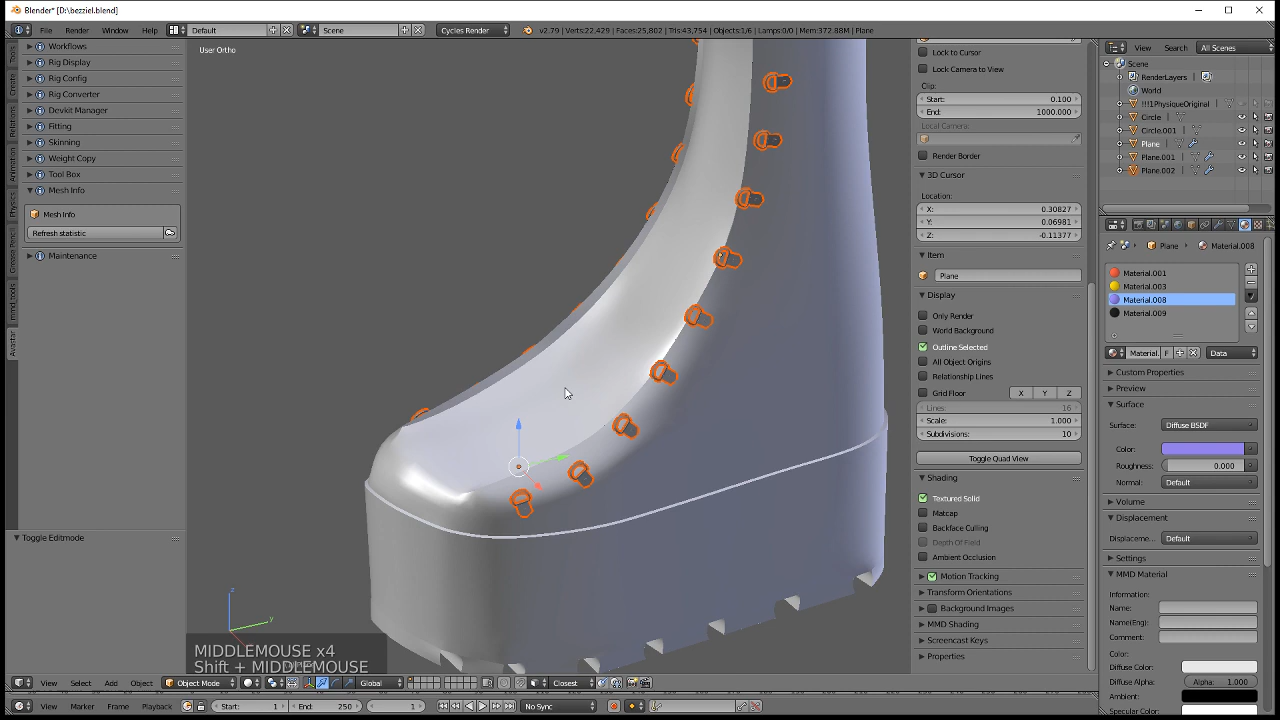 Blender* [D:\bezziel.blend]
File Render Window Help Default Scene Cycles Render v2.79 | Verts:22,429 | Faces:25,802 | Tris:43,754 | Objects:1/6 | Lamps:0/0 | Mem:372.88M | Plane
Workflows
Rig Display
Rig Config
Rig Converter
Devkit Manager
Fitting
Skinning
Weight Copy
Tool Box
Mesh Info
Mesh Info
Refresh statistic
Maintenance
Toggle Editmode
Tools
Create
Relations
Animation
Physics
Grease Pencil
mmd_tools
Avastar
User Ortho
z
y
MIDDLEMOUSE x4
Shift + MIDDLEMOUSE
Lock to Cursor
Lock Camera to View
Clip:
Start: 0.100
End: 1000.000
Local Camera:
Render Border
3D Cursor
Location:
X: 0.30827
Y: 0.06981
Z: -0.11377
Item
Plane
Display
Only Render
World Background
Outline Selected
All Object Origins
Relationship Lines
Grid Floor X Y Z
Lines: 16
Scale: 1.000
Subdivisions: 10
Toggle Quad View
Shading
Textured Solid
Matcap
Backface Culling
Depth Of Field
Ambient Occlusion
Motion Tracking
Transform Orientations
Background Images
MMD Shading
Screencast Keys
Properties
View Search All Scenes
Scene
RenderLayers
World
!!!1PhysiqueOriginal
Circle
Circle.001
Plane
Plane.001
Plane.002
Plane Material.008
Material.001
Material.003
Material.008
Material.009
Material. F Data
Custom Properties
Preview
Surface
Surface: Diffuse BSDF
Color:
Roughness: 0.000
Normal: Default
Volume
Displacement
Displaceme... Default
Settings
MMD Material
Information:
Name:
Name(Eng):
Comment:
Color:
Diffuse Color: Alpha: 1.000
Ambient:
Specular Color:
View Select Add Object Object Mode Global Closest
View Marker Frame Playback Start: 1 End: 250 1 No Sync